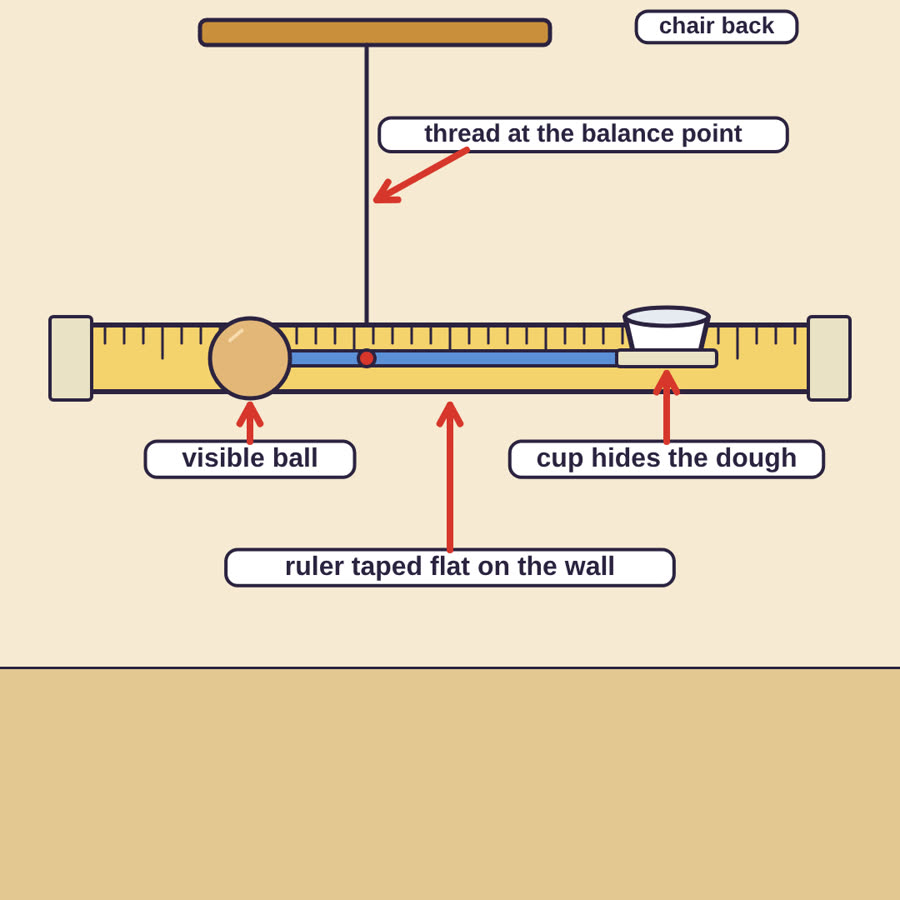 chair back
thread at the balance point
visible ball
cup hides the dough
ruler taped flat on the wall